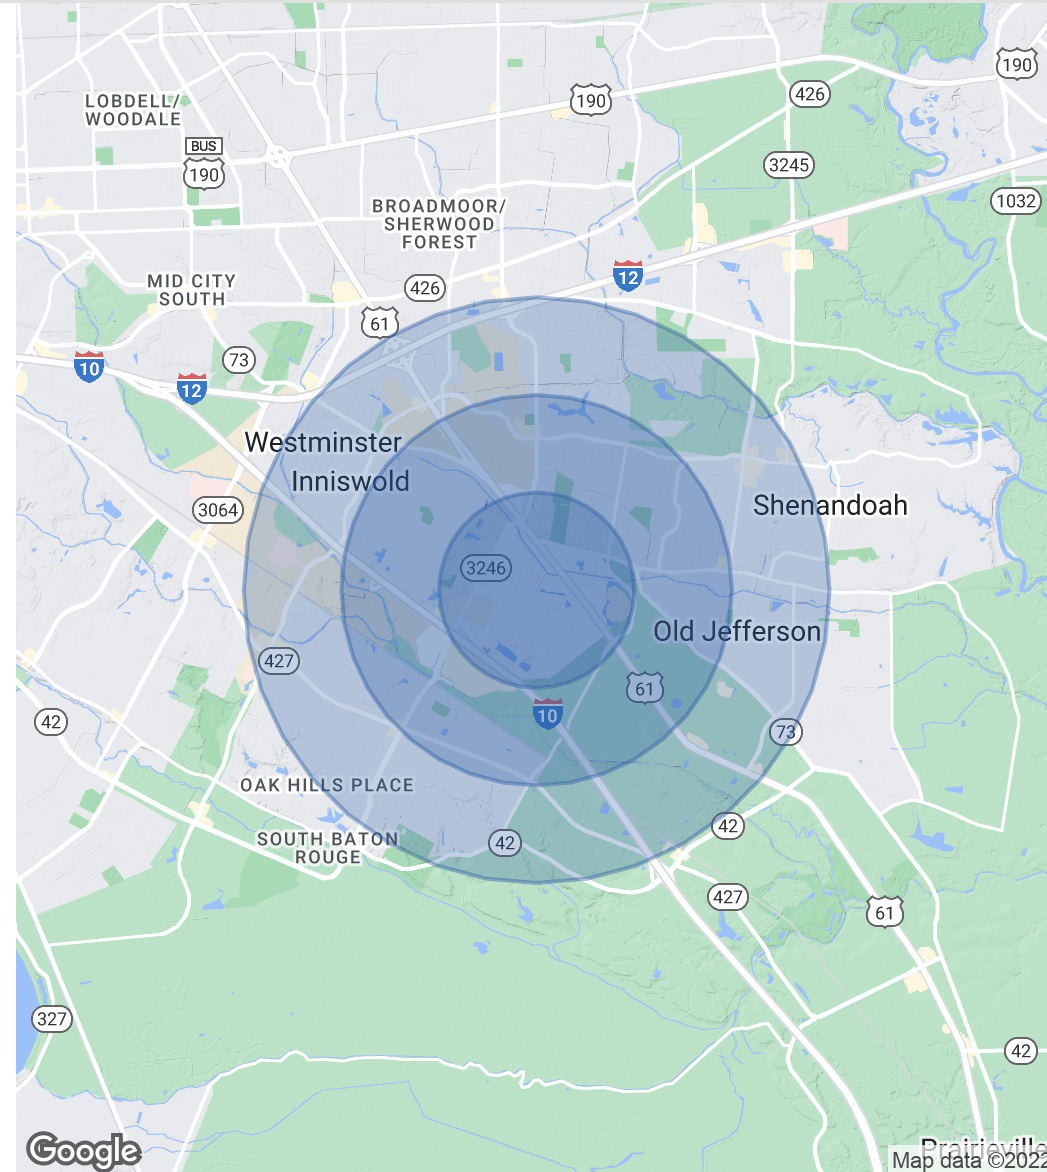 190
190
426
LOBDELL/
WOODALE
BUS
190
3245
1032
BROADMOOR/
SHERWOOD
FOREST
12
MID CITY
SOUTH
426
61
73
10
12
Westminster
Inniswold
3064
Shenandoah
3246
Old Jefferson
427
61
10
42
73
OAK HILLS PLACE
42
SOUTH BATON
ROUGE
42
427
61
327
42
Prairieville
Google
Map data ©2022